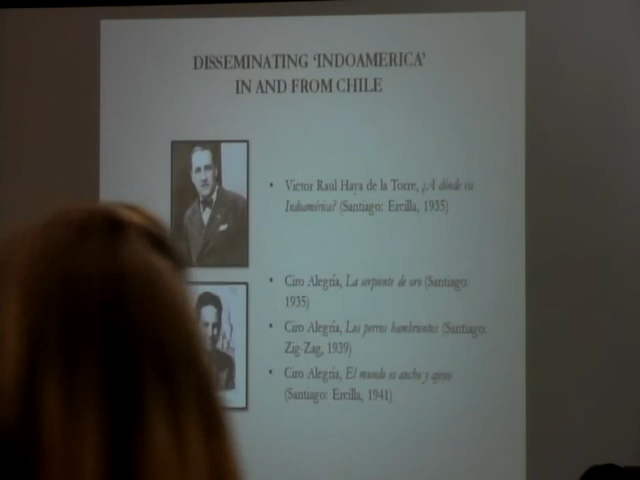 DISSEMINATING 'INDOAMERICA'
IN AND FROM CHILE
• Victor Raul Haya de la Torre, ¿A dónde va
Indoamérica? (Santiago: Ercilla, 1935)
• Ciro Alegría, La serpiente de oro (Santiago:
1935)
• Ciro Alegría, Los perros hambrientos (Santiago:
Zig-Zag, 1939)
• Ciro Alegría, El mundo es ancho y ajeno
(Santiago: Ercilla, 1941)